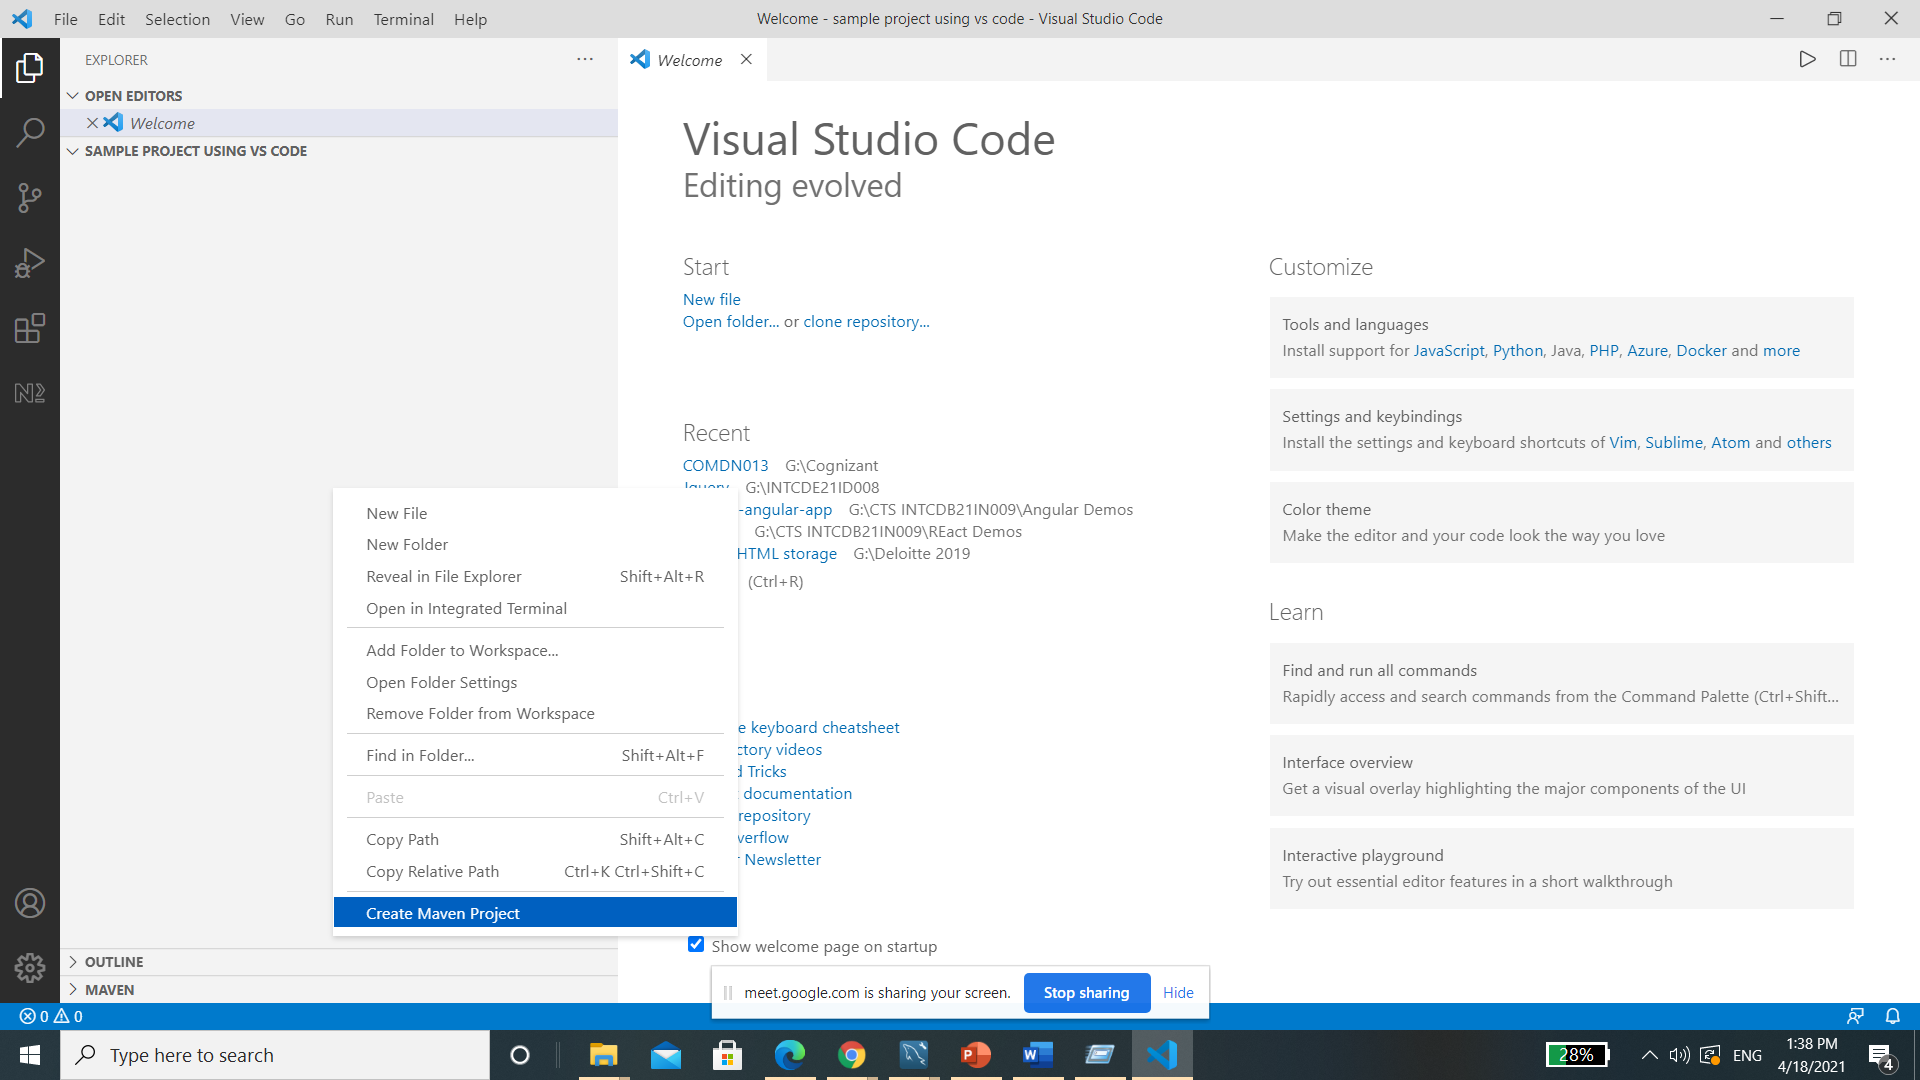 File Edit Selection View Go Run Terminal Help
Welcome - sample project using vs code - Visual Studio Code
EXPLORER
OPEN EDITORS
Welcome
SAMPLE PROJECT USING VS CODE
OUTLINE
MAVEN
Welcome
Visual Studio Code
Editing evolved
Start
New file
Open folder... or clone repository...
Recent
COMDN013 G:\Cognizant
G:\INTCDE21ID008
-angular-app G:\CTS INTCDB21IN009\Angular Demos
G:\CTS INTCDB21IN009\REact Demos
HTML storage G:\Deloitte 2019
(Ctrl+R)
e keyboard cheatsheet
ctory videos
d Tricks
documentation
repository
verflow
r Newsletter
Show welcome page on startup
Customize
Tools and languages
Install support for JavaScript, Python, Java, PHP, Azure, Docker and more
Settings and keybindings
Install the settings and keyboard shortcuts of Vim, Sublime, Atom and others
Color theme
Make the editor and your code look the way you love
Learn
Find and run all commands
Rapidly access and search commands from the Command Palette (Ctrl+Shift...
Interface overview
Get a visual overlay highlighting the major components of the UI
Interactive playground
Try out essential editor features in a short walkthrough
New File
New Folder
Reveal in File Explorer Shift+Alt+R
Open in Integrated Terminal
Add Folder to Workspace...
Open Folder Settings
Remove Folder from Workspace
Find in Folder... Shift+Alt+F
Paste Ctrl+V
Copy Path Shift+Alt+C
Copy Relative Path Ctrl+K Ctrl+Shift+C
Create Maven Project
meet.google.com is sharing your screen. Stop sharing Hide
0 0
Type here to search
28%
ENG
1:38 PM
4/18/2021
4